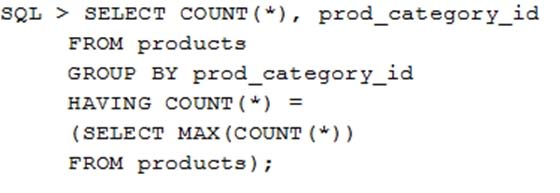 SQL > SELECT COUNT(*), prod_category_id
FROM products
GROUP BY prod_category_id
HAVING COUNT(*) =
(SELECT MAX(COUNT(*))
FROM products);